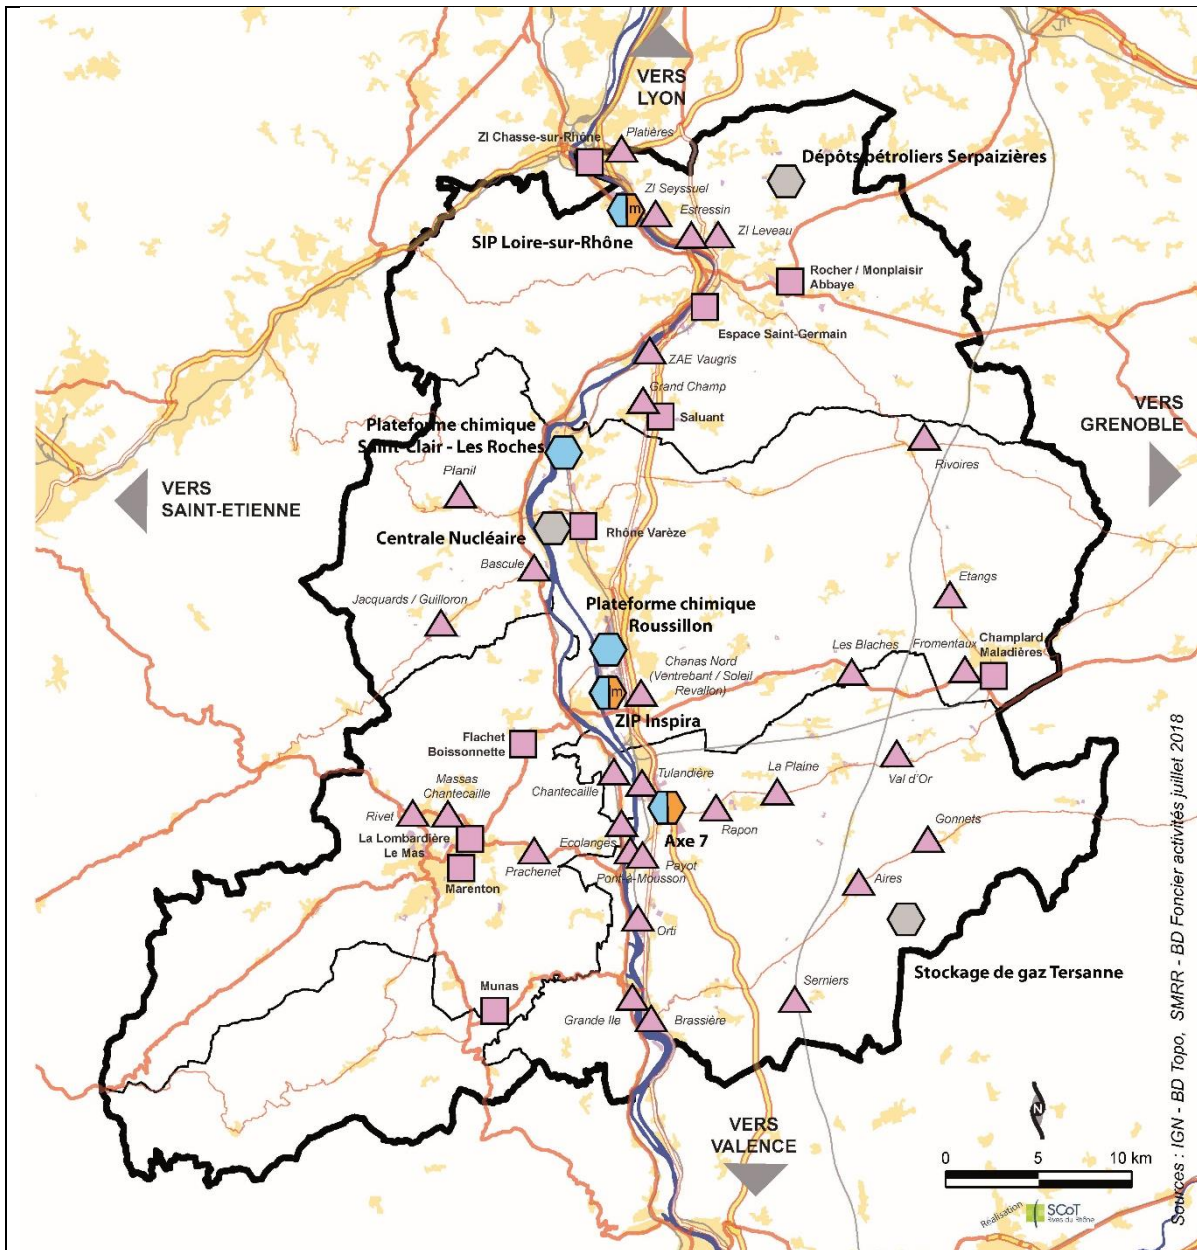 VERS
LYON
ZI Chasse-sur-Rhône
Platières
Dépôts pétroliers Serpaizières
ZI Seyssuel
m
Estressin
SIP Loire-sur-Rhône
ZI Leveau
Rocher / Monplaisir
Abbaye
Espace Saint-Germain
ZAE Vaugris
Grand Champ
Saluant
Plateforme chimique
Saint-Clair - Les Roches
VERS
GRENOBLE
Rivoires
Planil
VERS
SAINT-ETIENNE
Centrale Nucléaire
Rhône Varèze
Bascule
Etangs
Jacquards / Guilloron
Plateforme chimique
Roussillon
Les Blaches
Fromentaux
Champlard
Maladières
Chanas Nord
(Ventrebant / Soleil
Revallon)
m
ZIP Inspira
Flachet
Boissonnette
Massas
Chantecaille
Chantecaille
Tulandière
La Plaine
Val d'Or
Rivet
Rapon
Gonnets
La Lombardière
Le Mas
Ecolanges
Axe 7
Prachenet
Payot
Pont-à-Mousson
Marenton
Aires
Orti
Stockage de gaz Tersanne
Munas
Serniers
Grande Ile
Brassière
VERS
VALENCE
N
0 5 10 km
Réalisation
SCoT
Rives du Rhône
Sources : IGN - BD Topo, SMRR - BD Foncier activités juillet 2018